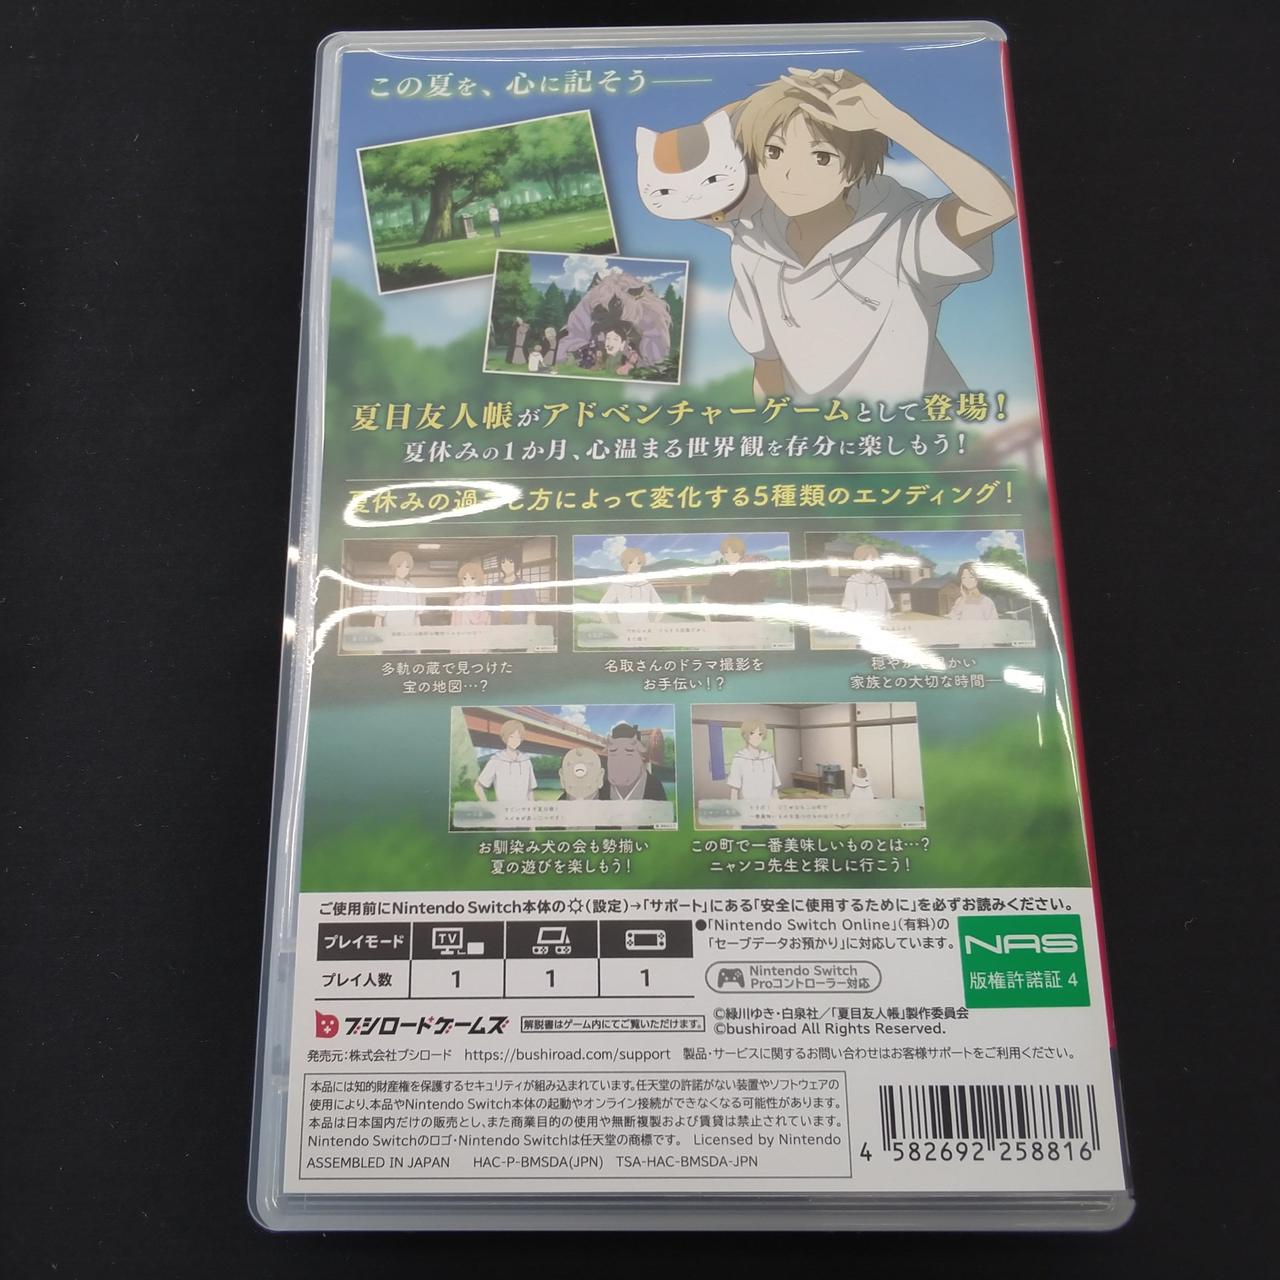 この夏を、心に記そう――
夏目友人帳がアドベンチャーゲームとして登場！
夏休みの1か月、心温まる世界観を存分に楽しもう！
夏休みの過ごし方によって変化する5種類のエンディング！
多軌の蔵で見つけた
宝の地図…？
名取さんのドラマ撮影を
お手伝い！？
穏やかで温かい
家族との大切な時間―
すごいやすぞ夏目様！
お馴染み犬の会も勢揃い
夏の遊びを楽しもう！
この町で一番美味しいものとは…？
ニャンコ先生と探しに行こう！
ご使用前にNintendo Switch本体の(設定)→「サポート」にある「安全に使用するために」を必ずお読みください。
プレイモード TV
プレイ人数 1 1 1
●「Nintendo Switch Online」(有料)の
「セーブデータお預かり」に対応しています。
Nintendo Switch
Proコントローラー対応
NAS
版権許諾証 4
ブシロードゲームズ 解説書はゲーム内にてご覧いただけます。
©緑川ゆき・白泉社／「夏目友人帳」製作委員会
©bushiroad All Rights Reserved.
発売元：株式会社ブシロード https://bushiroad.com/support 製品・サービスに関するお問い合わせはお客様サポートをご利用ください。
本品には知的財産権を保護するセキュリティが組み込まれています。任天堂の許諾がない装置やソフトウェアの
使用により、本品やNintendo Switch本体の起動やオンライン接続ができなくなる可能性があります。
本品は日本国内だけの販売とし、また商業目的の使用や無断複製および賃貸は禁止されています。
Nintendo Switchのロゴ・Nintendo Switchは任天堂の商標です。 Licensed by Nintendo
ASSEMBLED IN JAPAN HAC-P-BMSDA(JPN) TSA-HAC-BMSDA-JPN
4 582692 258816